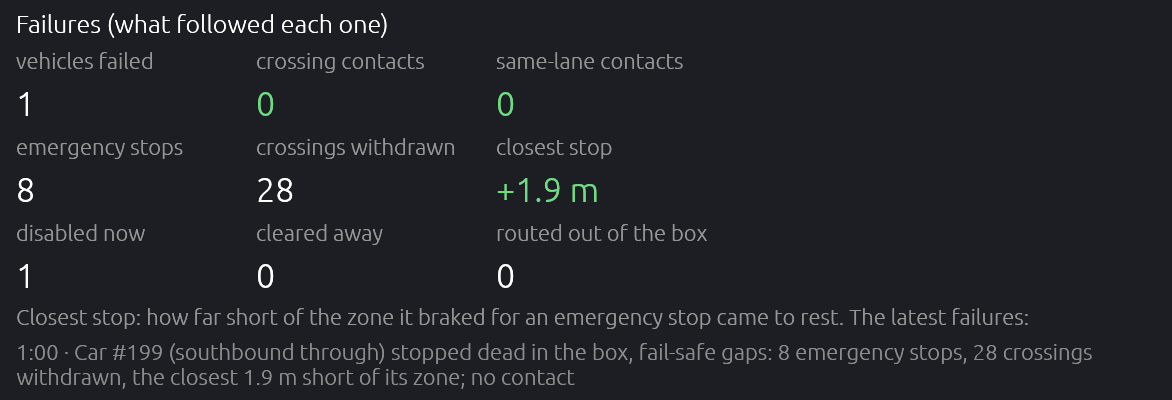 Failures (what followed each one)
vehicles failed crossing contacts same-lane contacts
1 0 0
emergency stops crossings withdrawn closest stop
8 28 +1.9 m
disabled now cleared away routed out of the box
1 0 0
Closest stop: how far short of the zone it braked for an emergency stop came to rest. The latest failures:
1:00 · Car #199 (southbound through) stopped dead in the box, fail-safe gaps: 8 emergency stops, 28 crossings
withdrawn, the closest 1.9 m short of its zone; no contact